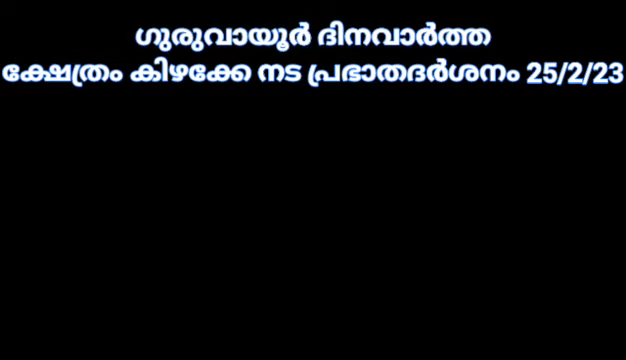 ഗുരുവായൂർ ദിനവാർത്ത
ക്ഷേത്രം കിഴക്കേ നട പ്രഭാതദർശനം 25/2/23